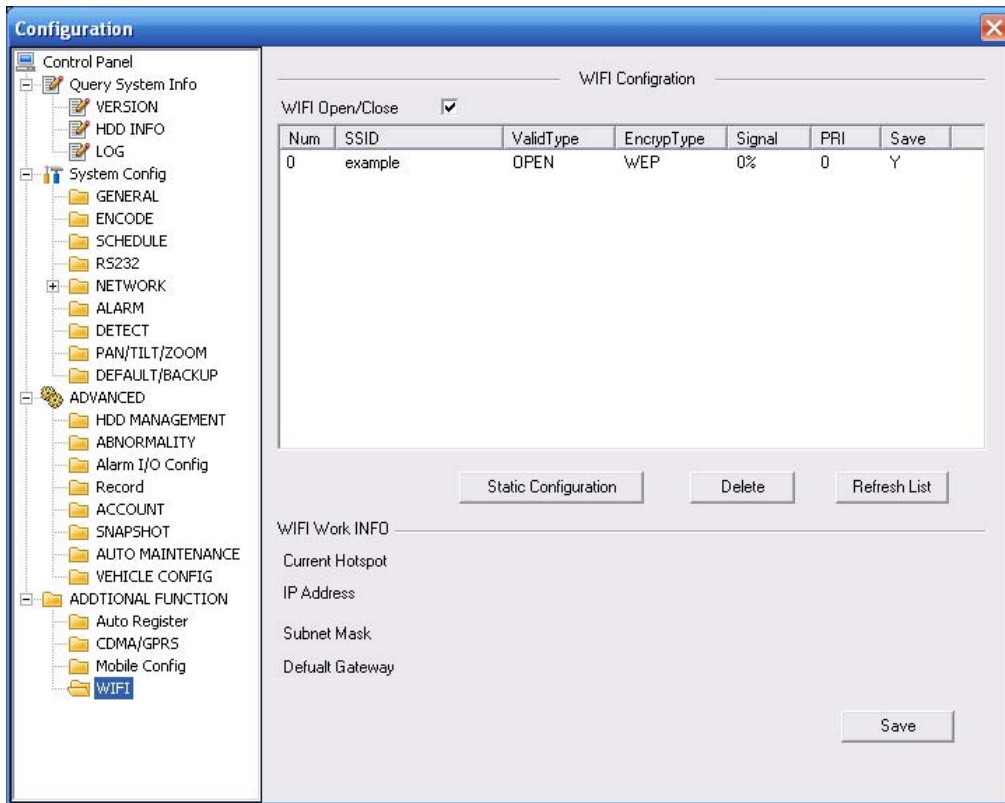 Configuration
Control Panel
Query System Info
VERSION
HDD INFO
LOG
System Config
GENERAL
ENCODE
SCHEDULE
RS232
NETWORK
ALARM
DETECT
PAN/TILT/ZOOM
DEFAULT/BACKUP
ADVANCED
HDD MANAGEMENT
ABNORMALITY
Alarm I/O Config
Record
ACCOUNT
SNAPSHOT
AUTO MAINTENANCE
VEHICLE CONFIG
ADDTIONAL FUNCTION
Auto Register
CDMA/GPRS
Mobile Config
WIFI
WIFI Configration
WIFI Open/Close
Num SSID ValidType EncrypType Signal PRI Save
0 example OPEN WEP 0% 0 Y
Static Configuration Delete Refresh List
WIFI Work INFO
Current Hotspot
IP Address
Subnet Mask
Defualt Gateway
Save